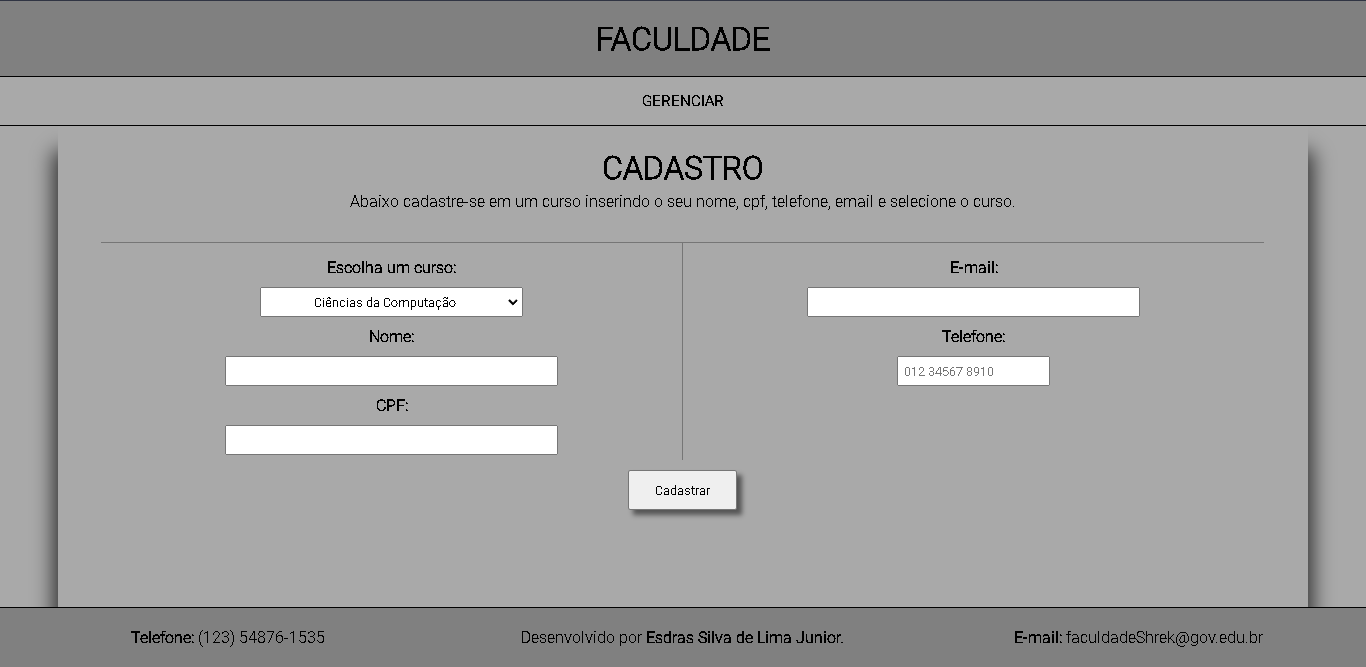 FACULDADE
GERENCIAR
CADASTRO
Abaixo cadastre-se em um curso inserindo o seu nome, cpf, telefone, email e selecione o curso.
Escolha um curso:
Ciências da Computação
Nome:
CPF:
E-mail:
Telefone:
012 34567 8910
Cadastrar
Telefone: (123) 54876-1535
Desenvolvido por Esdras Silva de Lima Junior.
E-mail: faculdadeShrek@gov.edu.br